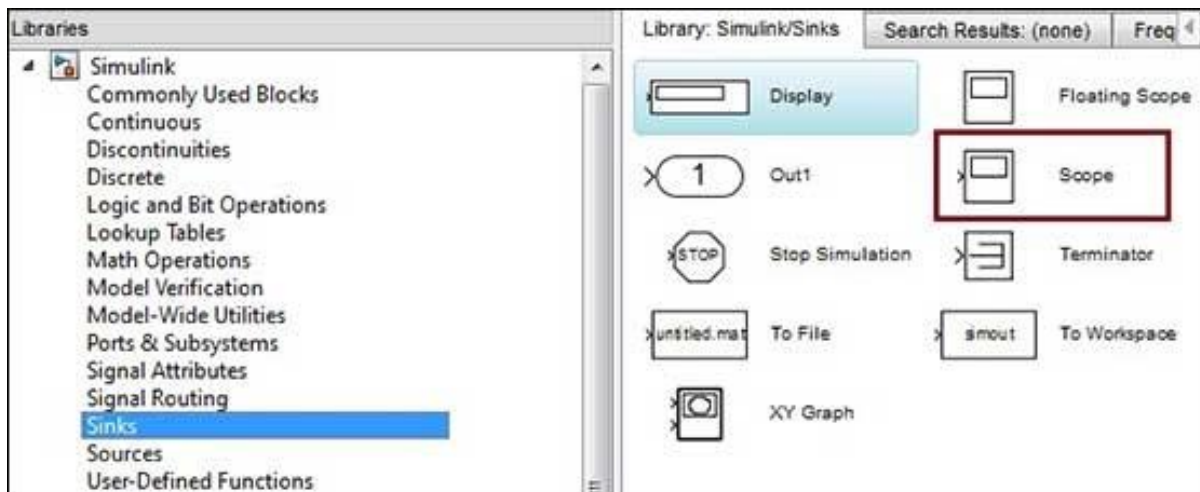 Libraries
Simulink
Commonly Used Blocks
Continuous
Discontinuities
Discrete
Logic and Bit Operations
Lookup Tables
Math Operations
Model Verification
Model-Wide Utilities
Ports & Subsystems
Signal Attributes
Signal Routing
Sinks
Sources
User-Defined Functions
Library: Simulink/Sinks
Search Results: (none)
Freq
Display
Floating Scope
1
Out1
Scope
STOP
Stop Simulation
Terminator
untitled.mat
To File
simout
To Workspace
XY Graph